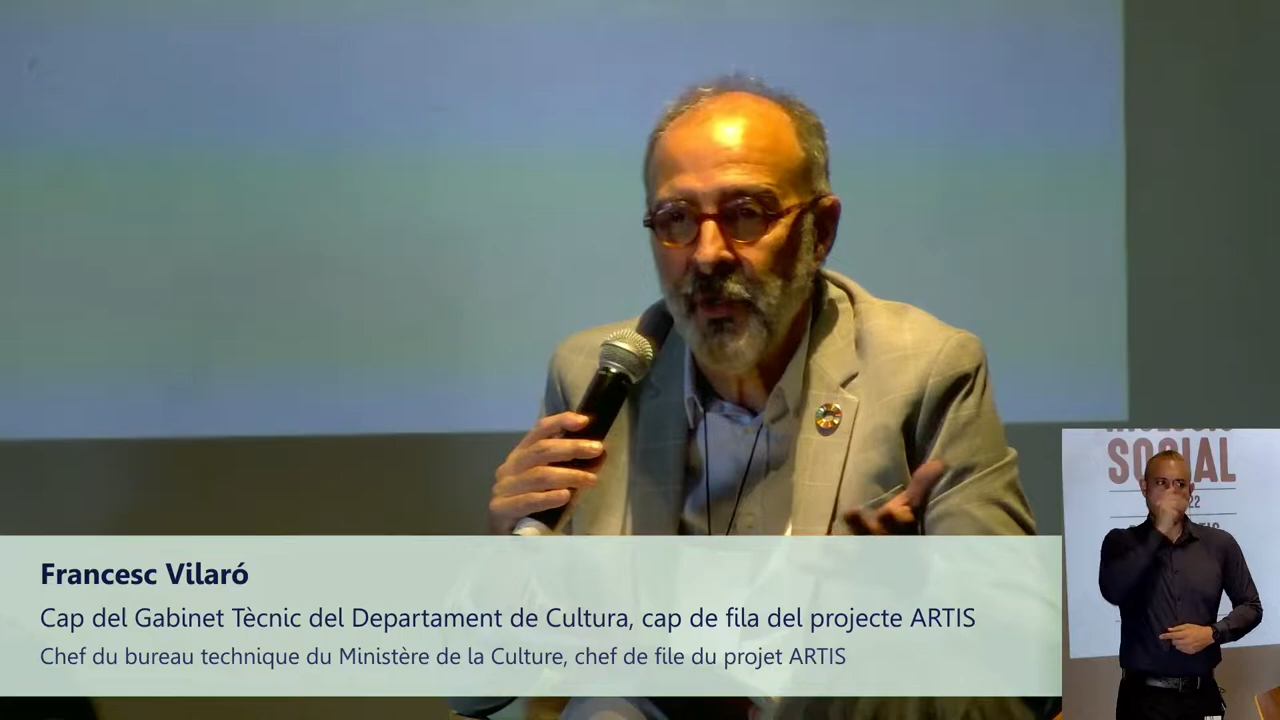 Francesc Vilaró
Cap del Gabinet Tècnic del Departament de Cultura, cap de fila del projecte ARTIS
Chef du bureau technique du Ministère de la Culture, chef de file du projet ARTIS
SOCIAL